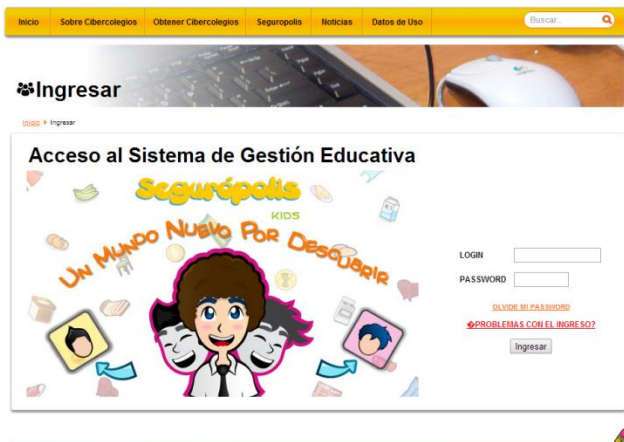 Inicio Sobre Cibercolegios Obtener Cibercolegios Seguropolis Noticias Datos de Uso Buscar...
Ingresar
Inicio Ingresar
Acceso al Sistema de Gestión Educativa
Segurópolis
KIDS
UN MUNDO NUEVO POR DESCUBRIR
LOGIN
PASSWORD
OLVIDE MI PASSWORD
�PROBLEMAS CON EL INGRESO?
Ingresar